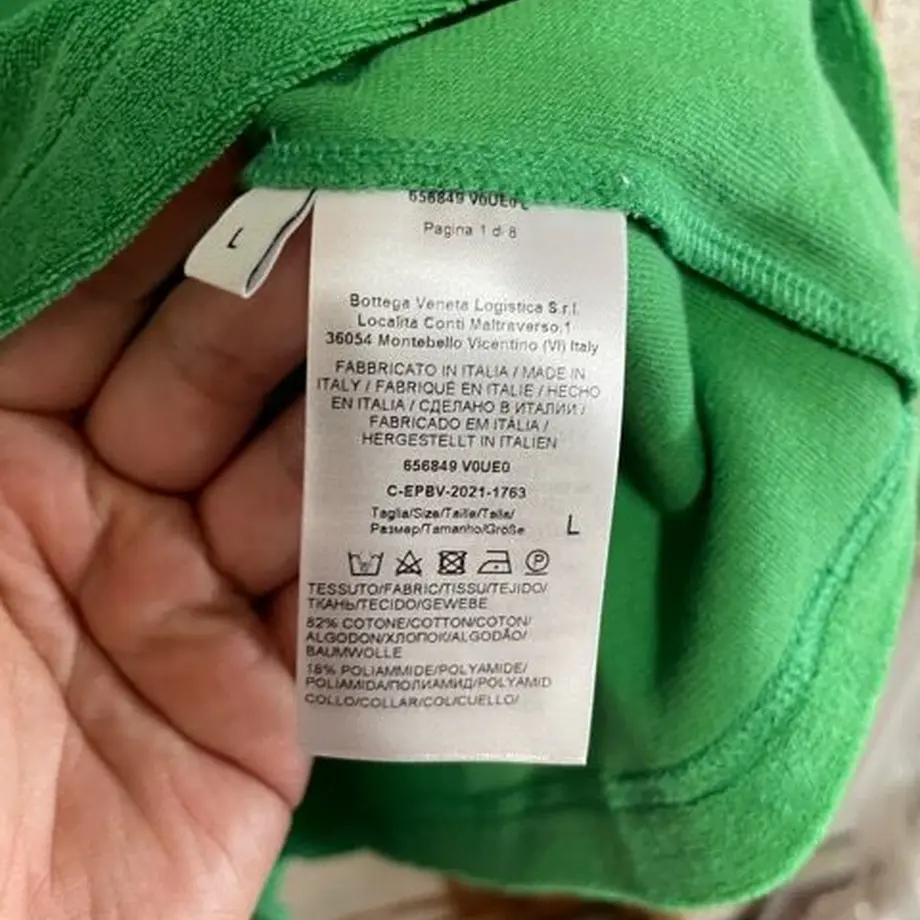 L
656849 V0UE0 L
Pagina 1 di 8
Bottega Veneta Logistica S.r.l.
Localita Conti Maltraverso,1
36054 Montebello Vicentino (VI) Italy
FABBRICATO IN ITALIA / MADE IN
ITALY / FABRIQUÉ EN ITALIE / HECHO
EN ITALIA / СДЕЛАНО В ИТАЛИИ /
FABRICADO EM ITALIA /
HERGESTELLT IN ITALIEN
656849 V0UE0
C-EPBV-2021-1763
Taglia/Size/Taille/Talla/
Размер/Tamanho/Größe L
P
TESSUTO/FABRIC/TISSU/TEJIDO/
ТКАНЬ/TECIDO/GEWEBE
82% COTONE/COTTON/COTON/
ALGODON/ХЛОПОК/ALGODÃO/
BAUMWOLLE
18% POLIAMMIDE/POLYAMIDE/
POLIAMIDA/ПОЛИАМИД/POLYAMID
COLLO/COLLAR/COL/CUELLO/